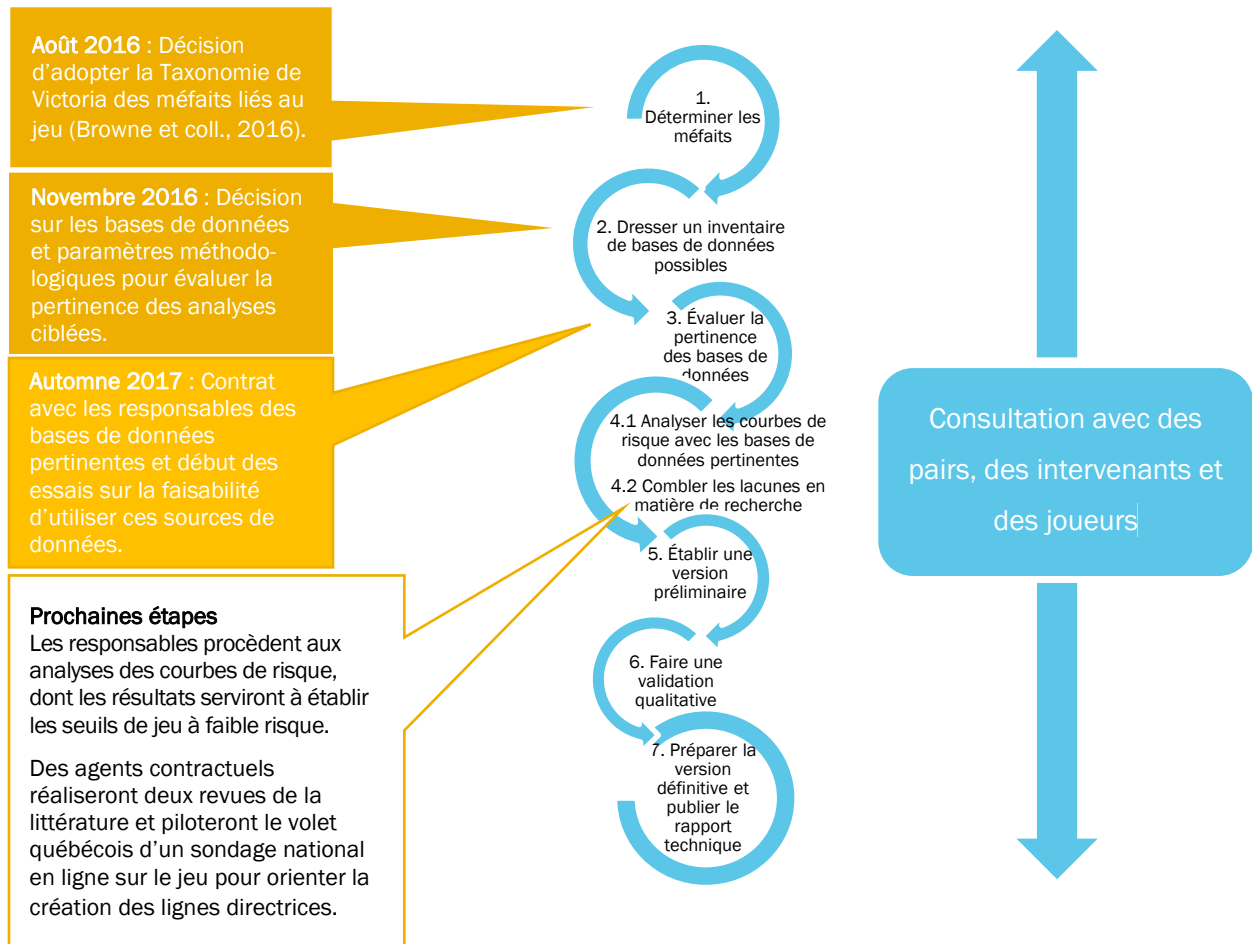 Août 2016 : Décision
d’adopter la Taxonomie de
Victoria des méfaits liés au
jeu (Browne et coll., 2016).
Novembre 2016 : Décision
sur les bases de données
et paramètres méthodo-
logiques pour évaluer la
pertinence des analyses
ciblées.
Automne 2017 : Contrat
avec les responsables des
bases de données
pertinentes et début des
essais sur la faisabilité
d’utiliser ces sources de
données.
Prochaines étapes
Les responsables procèdent aux
analyses des courbes de risque,
dont les résultats serviront à établir
les seuils de jeu à faible risque.
Des agents contractuels
réaliseront deux revues de la
littérature et piloteront le volet
québécois d’un sondage national
en ligne sur le jeu pour orienter la
création des lignes directrices.
1.
Déterminer les
méfaits
2. Dresser un inventaire
de bases de données
possibles
3. Évaluer la
pertinence
des bases de
données
4.1 Analyser les courbes de
risque avec les bases de
données pertinentes
4.2 Combler les lacunes en
matière de recherche
5. Établir une
version
préliminaire
6. Faire une
validation
qualitative
7. Préparer la
version
définitive et
publier le
rapport
technique
Consultation avec des
pairs, des intervenants et
des joueurs